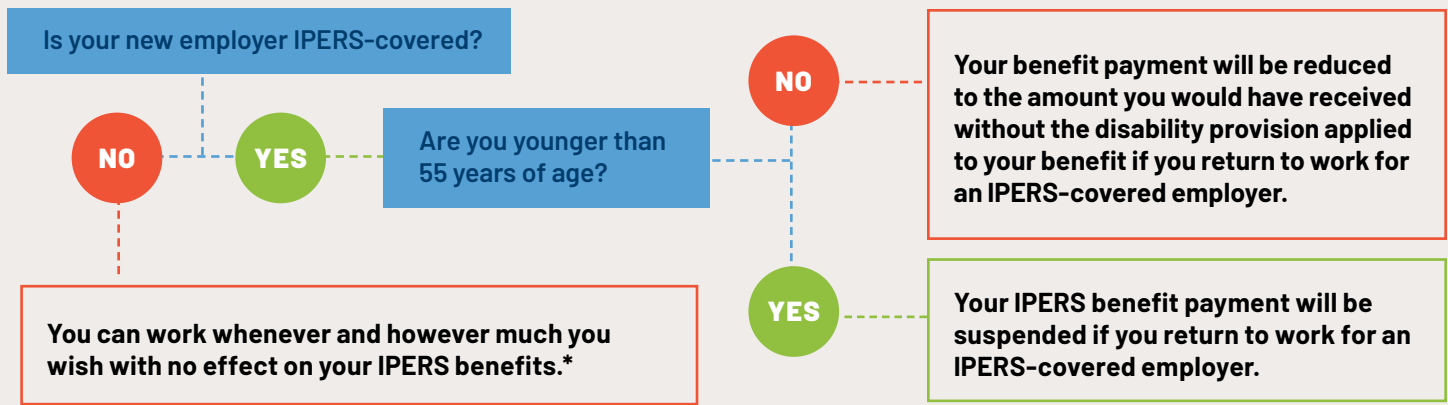 Is your new employer IPERS-covered?
NO
YES
Are you younger than
55 years of age?
NO
Your benefit payment will be reduced
to the amount you would have received
without the disability provision applied
to your benefit if you return to work for
an IPERS-covered employer.
YES
Your IPERS benefit payment will be
suspended if you return to work for an
IPERS-covered employer.
You can work whenever and however much you
wish with no effect on your IPERS benefits.*